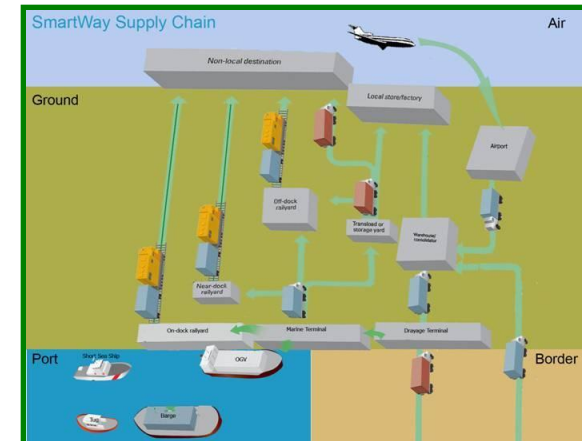 SmartWay Supply Chain
Air
Non-local destination
Ground
Local store/factory
Airport
Off-dock
railyard
Transload or
storage yard
Warehouse/
consolidator
Near-dock
railyard
On-dock railyard
Marine Terminal
Drayage Terminal
Port
Short Sea Ship
OGV
Border
Tug
Barge